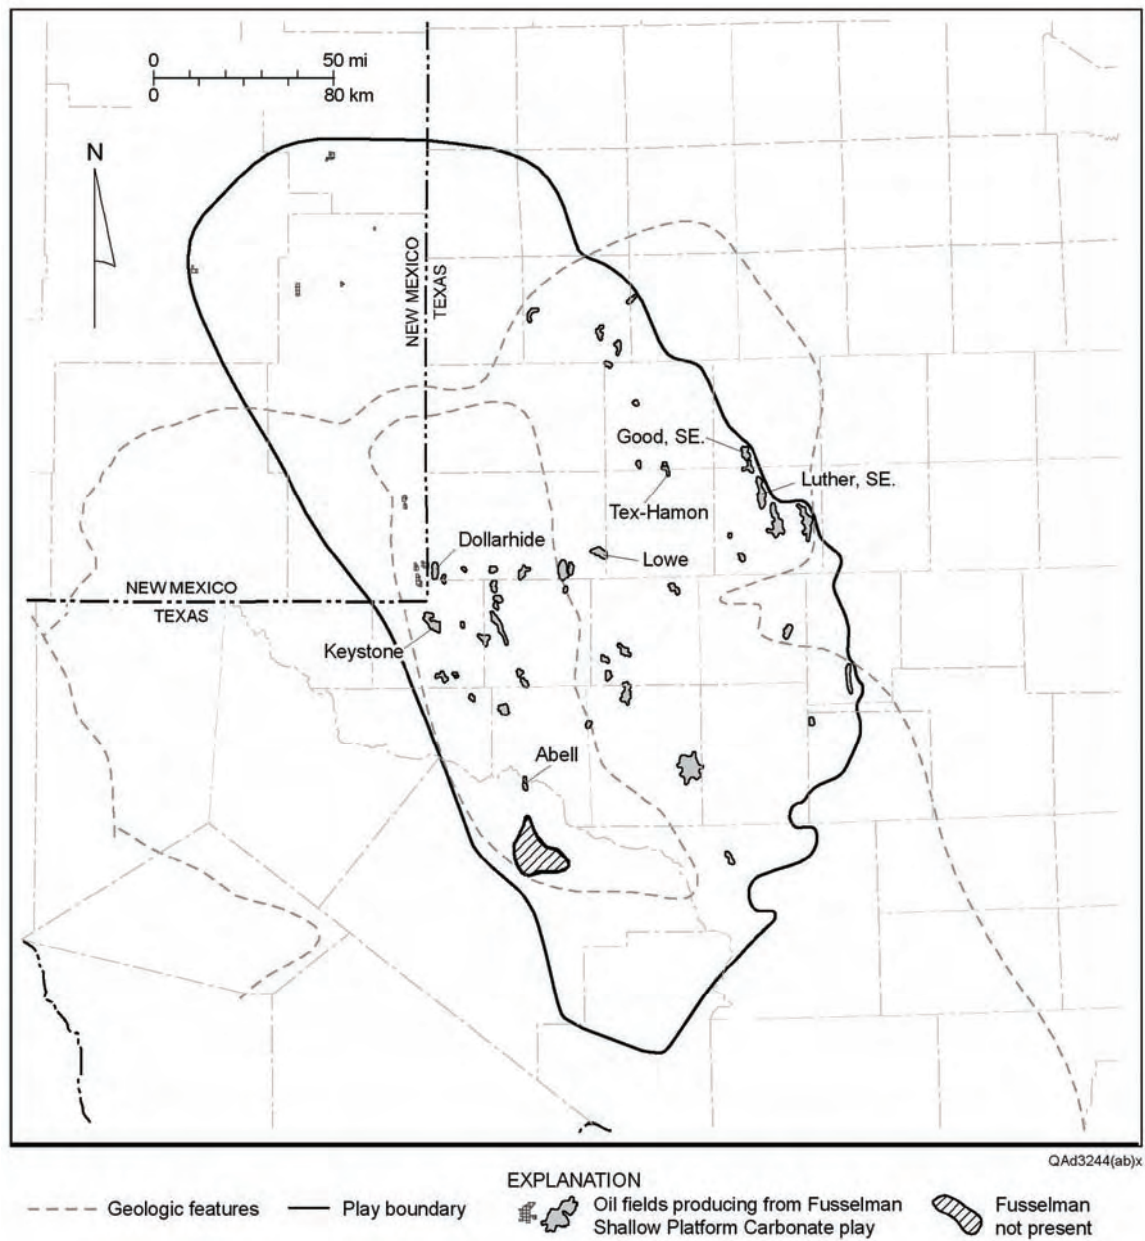 0 50 mi
0 80 km
N
NEW MEXICO
TEXAS
Good, SE.
Luther, SE.
Tex-Hamon
Dollarhide
Lowe
NEW MEXICO
TEXAS
Keystone
Abell
QAd3244(ab)x
EXPLANATION
Geologic features
Play boundary
Oil fields producing from Fusselman
Shallow Platform Carbonate play
Fusselman
not present